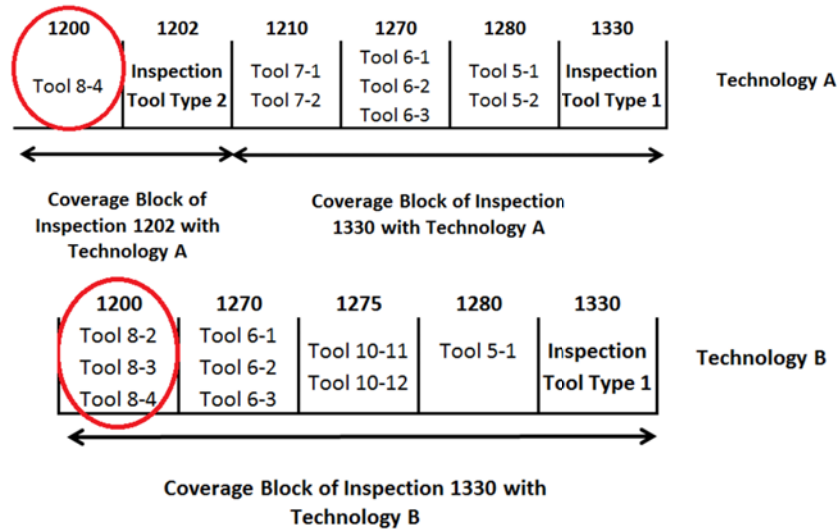 1200 1202 1210 1270 1280 1330
Tool 8-4
Inspection
Tool Type 2
Tool 7-1
Tool 7-2
Tool 6-1
Tool 6-2
Tool 6-3
Tool 5-1
Tool 5-2
Inspection
Tool Type 1
Technology A
Coverage Block of
Inspection 1202 with
Technology A
Coverage Block of Inspection
1330 with Technology A
1200 1270 1275 1280 1330
Tool 8-2
Tool 8-3
Tool 8-4
Tool 6-1
Tool 6-2
Tool 6-3
Tool 10-11
Tool 10-12
Tool 5-1
Inspection
Tool Type 1
Technology B
Coverage Block of Inspection 1330 with
Technology B